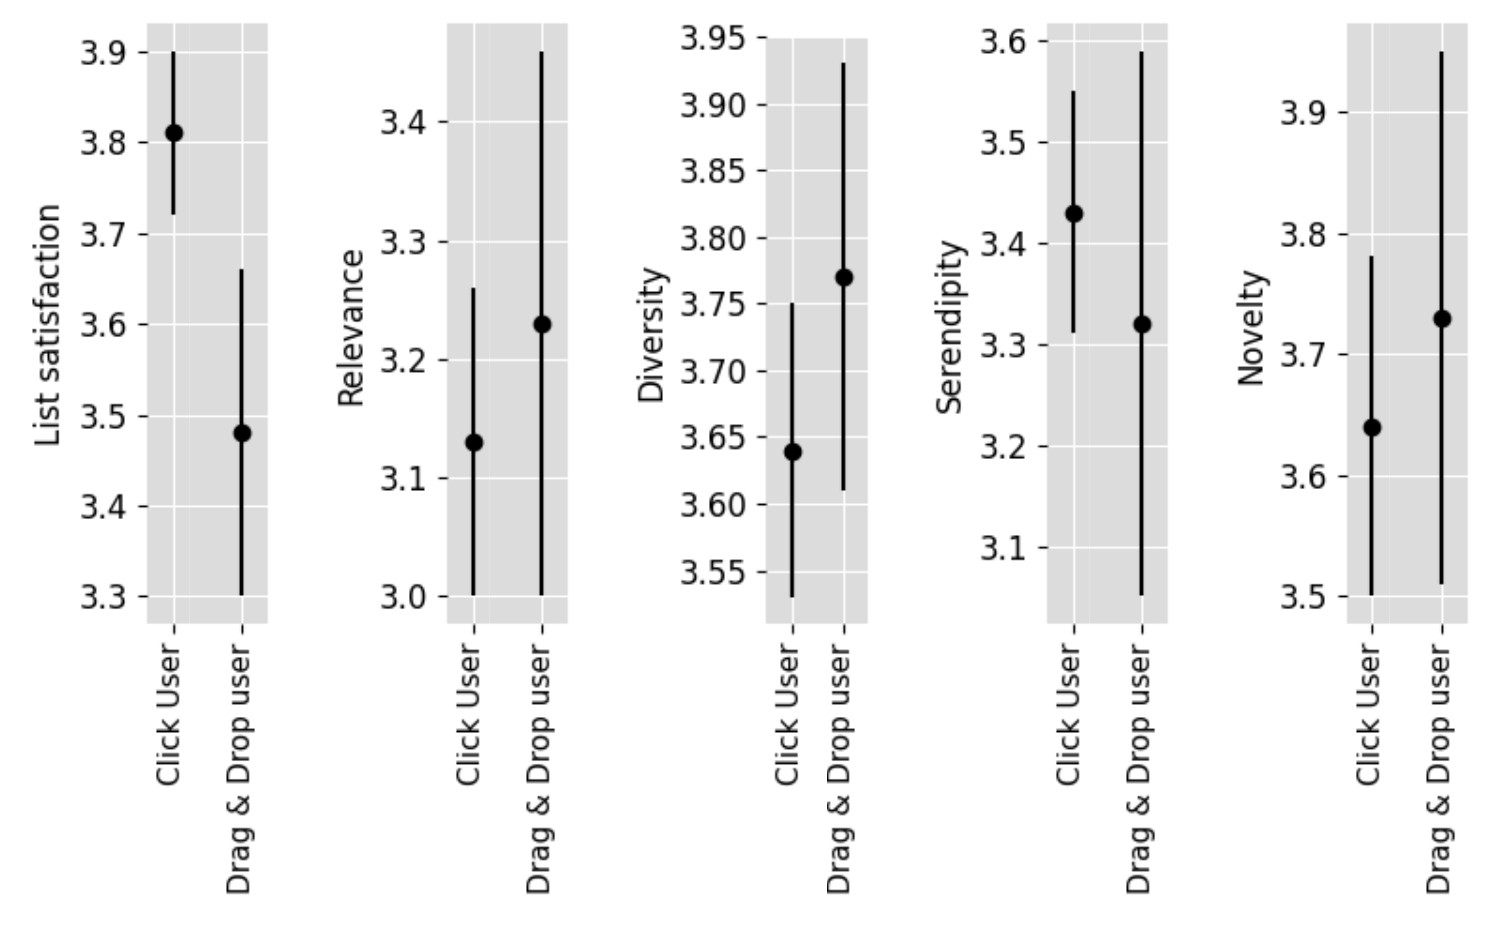 List satisfaction
3.9
3.8
3.7
3.6
3.5
3.4
3.3
Click User
Drag & Drop user
Relevance
3.4
3.3
3.2
3.1
3.0
Click User
Drag & Drop user
Diversity
3.95
3.90
3.85
3.80
3.75
3.70
3.65
3.60
3.55
Click User
Drag & Drop user
Serendipity
3.6
3.5
3.4
3.3
3.2
3.1
Click User
Drag & Drop user
Novelty
3.9
3.8
3.7
3.6
3.5
Click User
Drag & Drop user